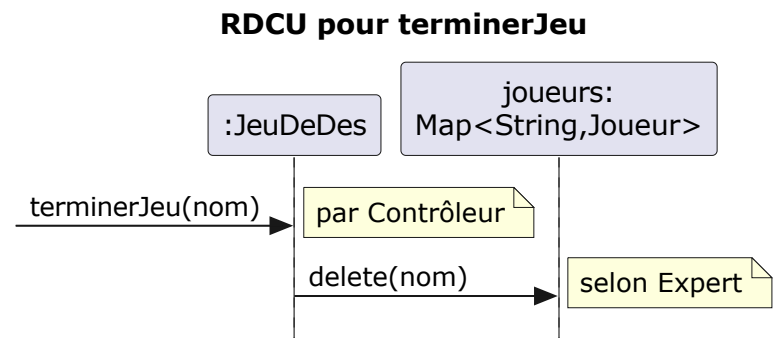 RDCU pour terminerJeu
:JeuDeDes
joueurs:
Map<String,Joueur>
terminerJeu(nom)
par Contrôleur
delete(nom)
selon Expert